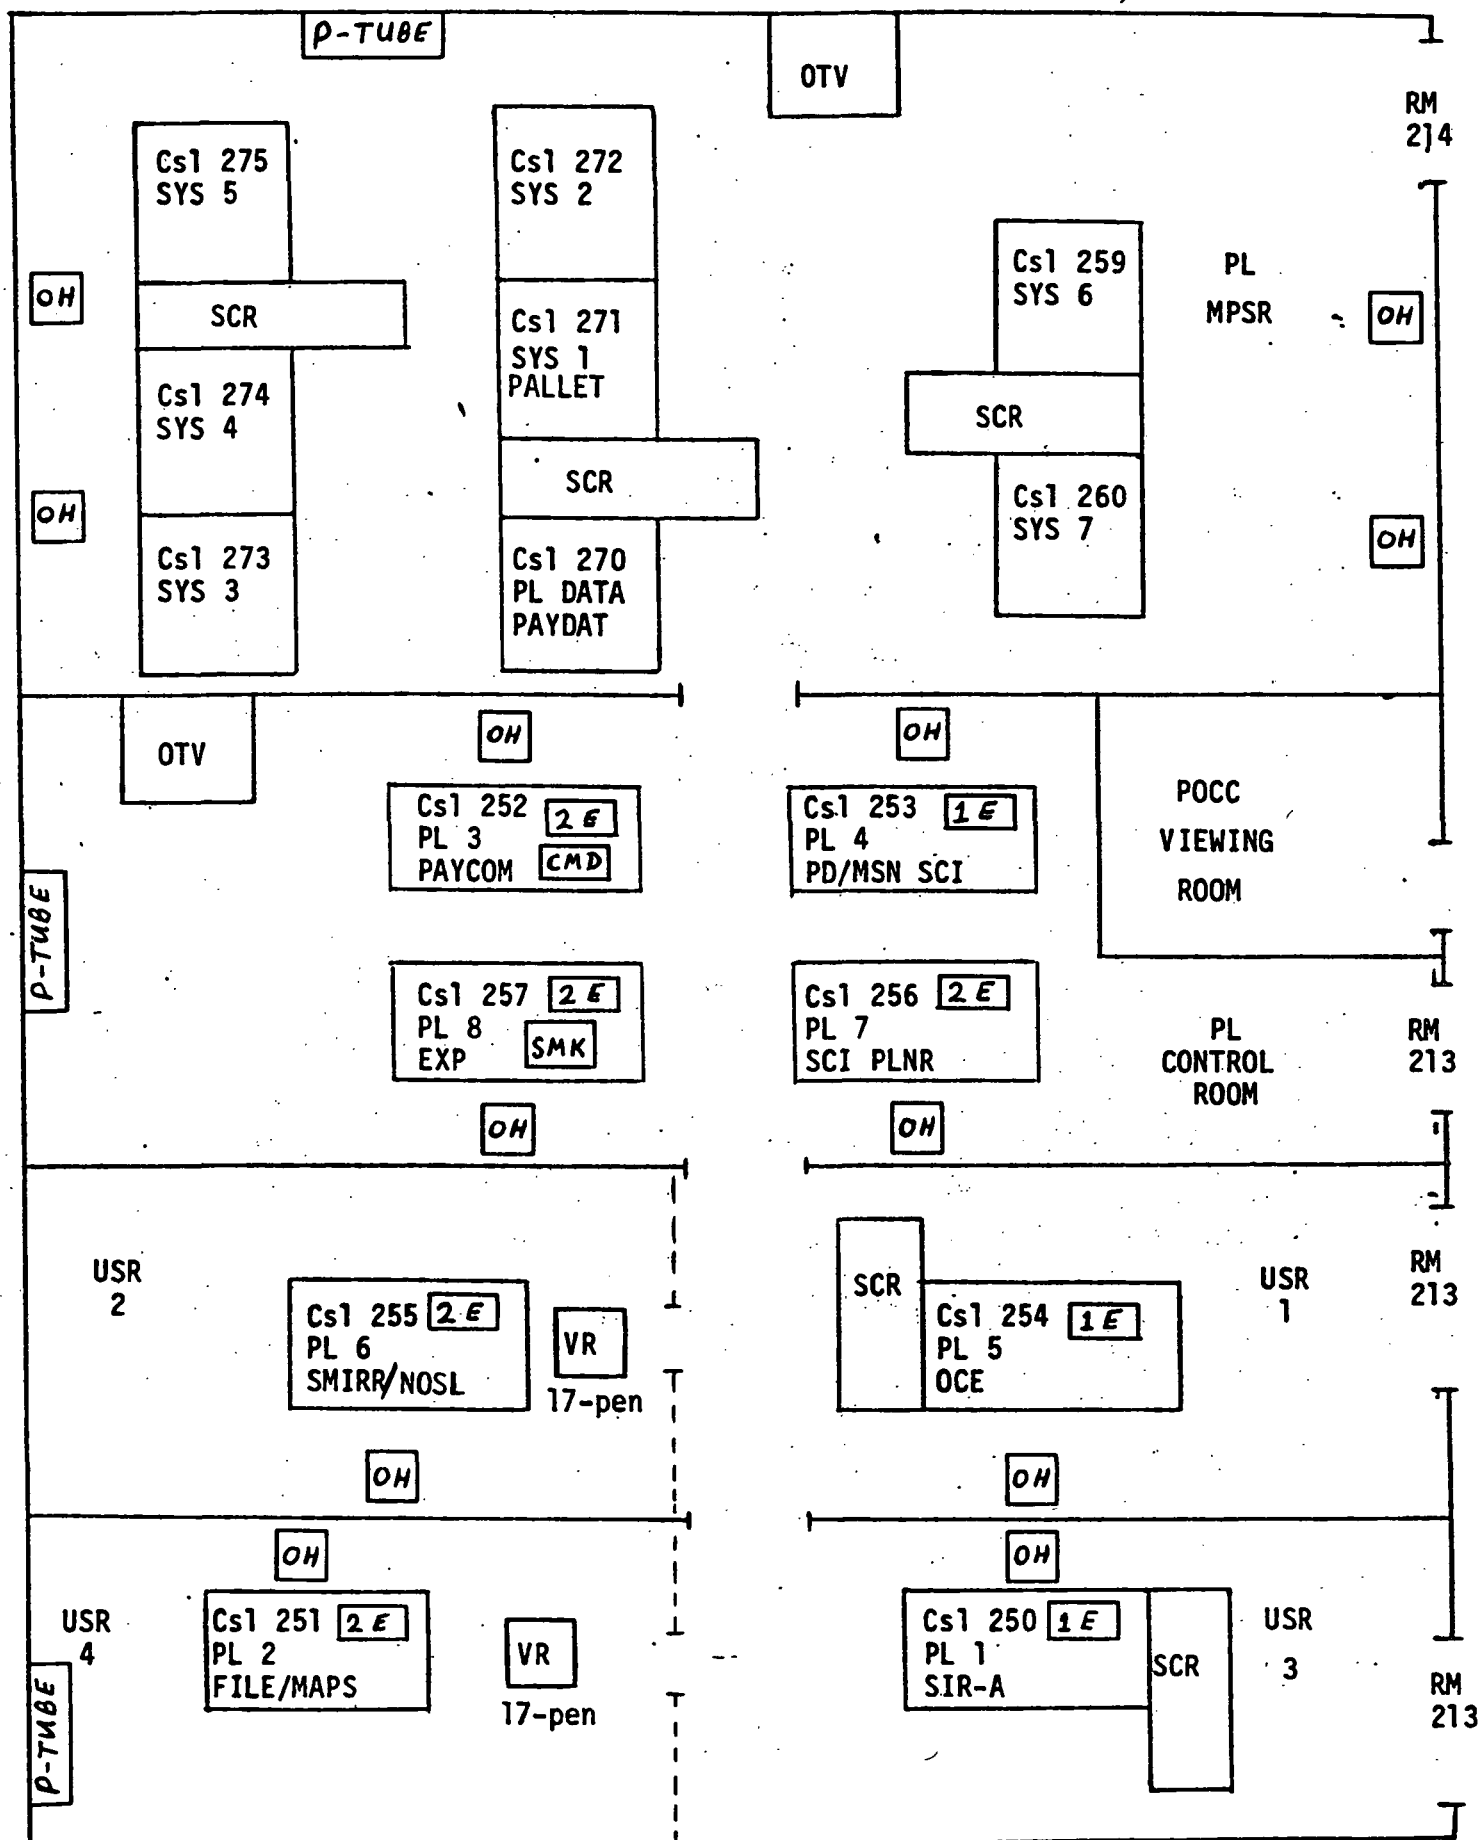 P-TUBE
OTV
RM
214
Csl 275
SYS 5
Csl 272
SYS 2
Csl 259
SYS 6
PL
MPSR
OH
SCR
Csl 271
SYS 1
PALLET
OH
Csl 274
SYS 4
SCR
SCR
OH
Csl 260
SYS 7
OH
Csl 273
SYS 3
Csl 270
PL DATA
PAYDAT
OTV
OH
OH
POCC
VIEWING
ROOM
Csl 252 2E
PL 3
PAYCOM CMD
Csl 253 1E
PL 4
PD/MSN SCI
P-TUBE
Csl 257 2E
PL 8
EXP SMK
Csl 256 2E
PL 7
SCI PLNR
PL
CONTROL
ROOM
RM
213
OH
OH
USR
2
Csl 255 2E
PL 6
SMIRR/NOSL
VR
17-pen
SCR
Csl 254 1E
PL 5
OCE
USR
1
RM
213
OH
OH
OH
OH
USR
4
Csl 251 2E
PL 2
FILE/MAPS
VR
17-pen
Csl 250 1E
PL 1
SIR-A
SCR
USR
3
RM
213
P-TUBE